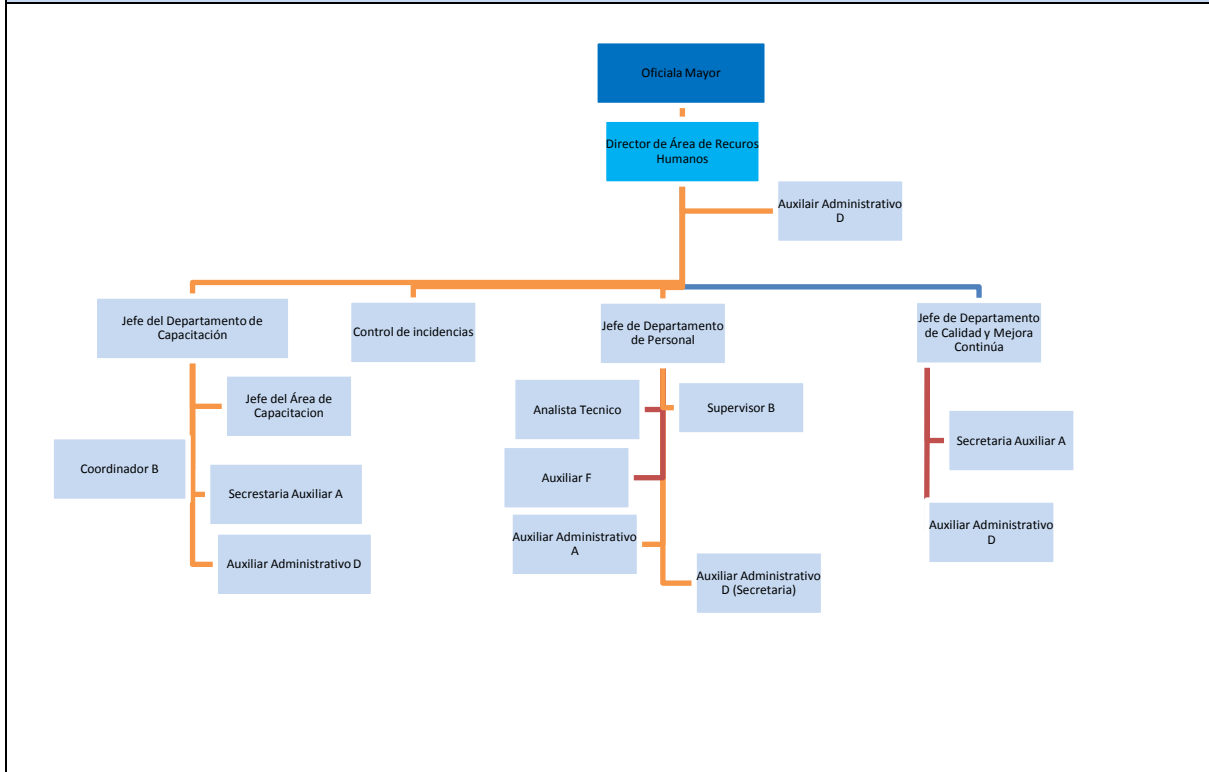 Oficiala Mayor
Director de Área de Recuros
Humanos
Auxilair Administrativo
D
Jefe del Departamento de
Capacitación
Control de incidencias
Jefe de Departamento
de Personal
Jefe de Departamento
de Calidad y Mejora
Continúa
Jefe del Área de
Capacitacion
Coordinador B
Secrestaria Auxiliar A
Auxiliar Administrativo D
Analista Tecnico
Supervisor B
Auxiliar F
Auxiliar Administrativo
A
Auxiliar Administrativo
D (Secretaria)
Secretaria Auxiliar A
Auxiliar Administrativo
D